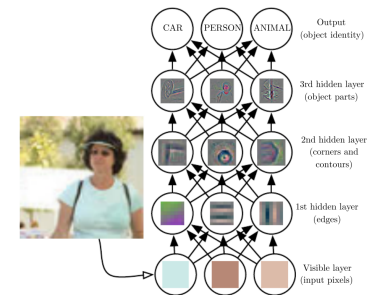 CAR PERSON ANIMAL
Output
(object identity)
3rd hidden layer
(object parts)
2nd hidden layer
(corners and
contours)
1st hidden layer
(edges)
Visible layer
(input pixels)